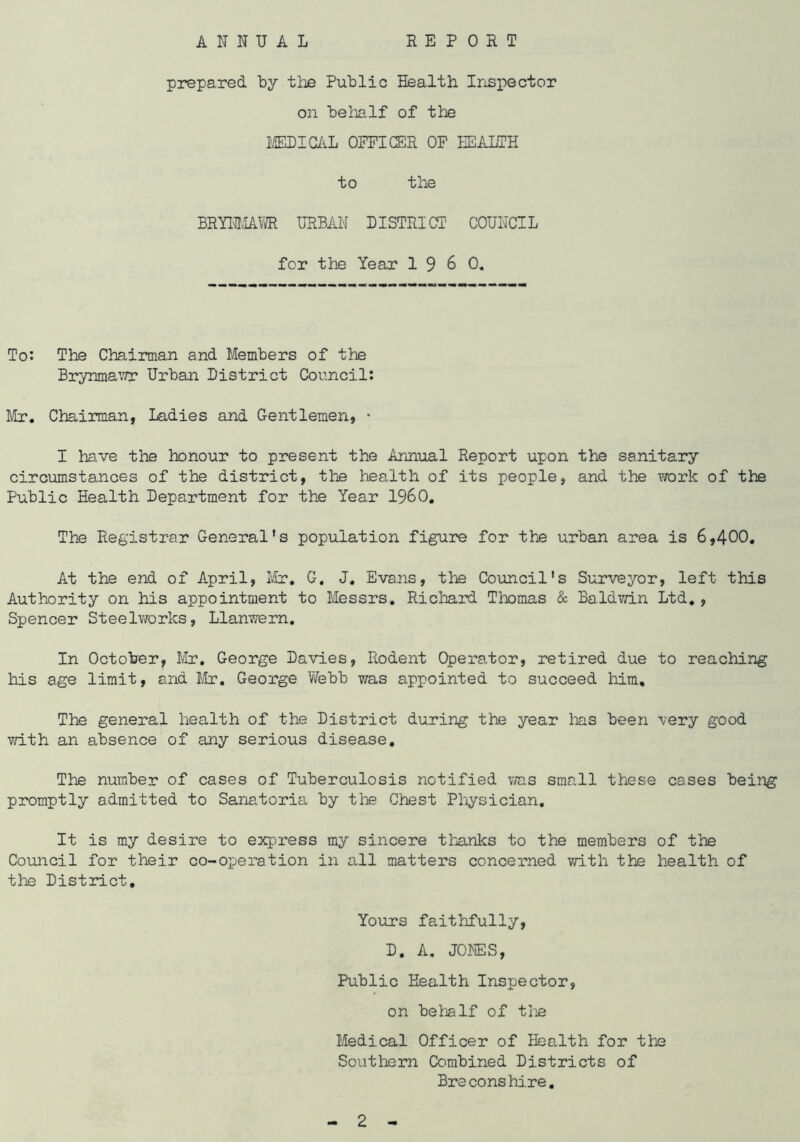 ANNUAL REPORT
prepared by the Public Health Inspector
on behalf of the
MEDICAL OFFICER OF HEALTH
to the
BRYNMAWR URBAN DISTRICT COUNCIL
for the Year 1 9 6 0.
To: The Chairman and Members of the
Brynmawr Urban District Council:
Mr. Chairman, Ladies and Gentlemen, -
I have the honour to present the Annual Report upon the sanitary
circumstances of the district, the health of its people, and the work of the
Public Health Department for the Year 1960.
The Registrar General's population figure for the urban area is 6,400.
At the end of April, Mr. G. J. Evans, the Council's Surveyor, left this
Authority on his appointment to Messrs. Richard Thomas & Baldwin Ltd.,
Spencer Steelworks, Llanwern.
In October, Mr. George Davies, Rodent Operator, retired due to reaching
his age limit, and Mr. George Webb was appointed to succeed him.
The general health of the District during the year has been very good
with an absence of any serious disease.
The number of cases of Tuberculosis notified was small these cases being
promptly admitted to Sanatoria by the Chest Physician.
It is my desire to express my sincere thanks to the members of the
Council for their co-operation in all matters concerned with the health of
the District.
Yours faithfully,
D. A. JONES,
Public Health Inspector,
on behalf of the
Medical Officer of Health for the
Southern Combined Districts of
Breconshire.
- 2 -